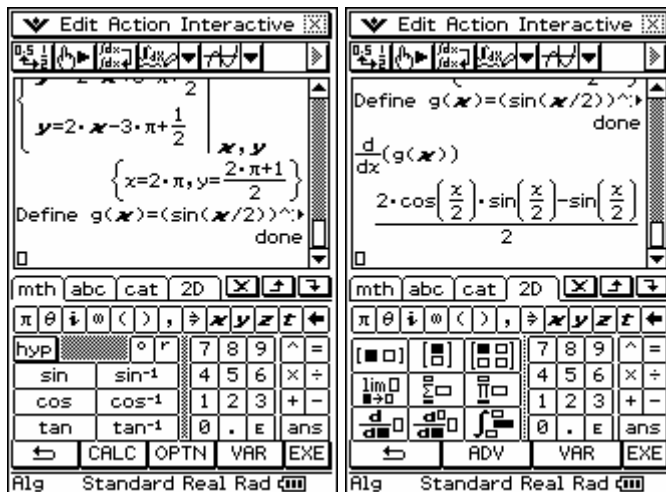 Edit Action Interactive
2
y=2·x-3·π+1/2
x,y
{x=2·π,y=2·π+1/2}
Define g(x)=(sin(x/2))^
done
mth abc cat 2D
π θ i ∞ ( ) , ⇒ x y z t
hyp ° r 7 8 9 ^ =
sin sin⁻¹ 4 5 6 × ÷
cos cos⁻¹ 1 2 3 + −
tan tan⁻¹ 0 . E ans
CALC OPTN VAR EXE
Alg Standard Real Rad
Edit Action Interactive
Define g(x)=(sin(x/2))^
done
d/dx(g(x))
2·cos(x/2)·sin(x/2)-sin(x/2)
2
mth abc cat 2D
π θ i ∞ ( ) , ⇒ x y z t
7 8 9 ^ =
lim 4 5 6 × ÷
Σ Π
1 2 3 + −
d/d d/d ∫ 0 . E ans
ADV VAR EXE
Alg Standard Real Rad